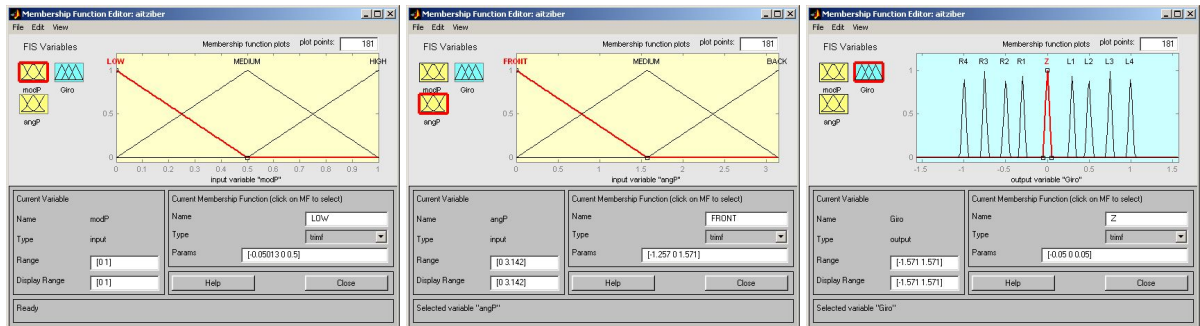 Membership Function Editor: aitziber
File Edit View
FIS Variables
Membership function plots plot points: 181
modP
Giro
angP
LOW MEDIUM HIGH
1
0.5
0
0 0.1 0.2 0.3 0.4 0.5 0.6 0.7 0.8 0.9 1
input variable "modP"
Current Variable
Name modP
Type input
Range [0 1]
Display Range [0 1]
Current Membership Function (click on MF to select)
Name LOW
Type trimf
Params [-0.05013 0 0.5]
Help Close
Ready
Membership Function Editor: aitziber
File Edit View
FIS Variables
Membership function plots plot points: 181
modP
Giro
angP
FRONT MEDIUM BACK
1
0.5
0
0 0.5 1 1.5 2 2.5 3
input variable "angP"
Current Variable
Name angP
Type input
Range [0 3.142]
Display Range [0 3.142]
Current Membership Function (click on MF to select)
Name FRONT
Type trimf
Params [-1.257 0 1.571]
Help Close
Selected variable "angP"
Membership Function Editor: aitziber
File Edit View
FIS Variables
Membership function plots plot points: 181
modP
Giro
angP
R4 R3 R2 R1 Z L1 L2 L3 L4
1
0.5
0
-1.5 -1 -0.5 0 0.5 1 1.5
output variable "Giro"
Current Variable
Name Giro
Type output
Range [-1.571 1.571]
Display Range [-1.571 1.571]
Current Membership Function (click on MF to select)
Name Z
Type trimf
Params [-0.05 0 0.05]
Help Close
Selected variable "Giro"